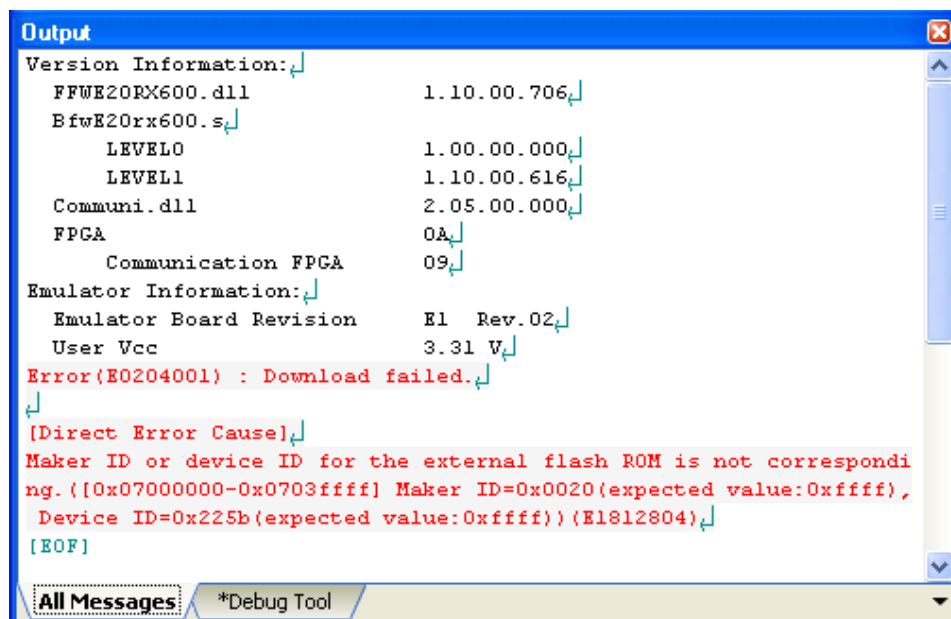 Output
Version Information:↵
FFWE20RX600.dll 1.10.00.706↵
BfwE20rx600.s↵
LEVEL0 1.00.00.000↵
LEVEL1 1.10.00.616↵
Communi.dll 2.05.00.000↵
FPGA 0A↵
Communication FPGA 09↵
Emulator Information:↵
Emulator Board Revision E1 Rev.02↵
User Vcc 3.31 V↵
Error(E0204001) : Download failed.↵
↵
[Direct Error Cause]↵
Maker ID or device ID for the external flash ROM is not correspondi
ng.([0x07000000-0x0703ffff] Maker ID=0x0020(expected value:0xffff),
Device ID=0x225b(expected value:0xffff))(E1812804)↵
[EOF]
All Messages *Debug Tool